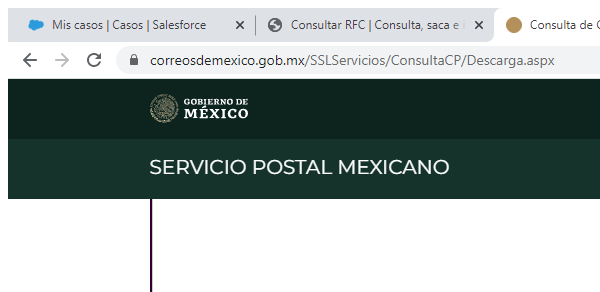 Mis casos | Casos | Salesforce
Consultar RFC | Consulta, saca e
Consulta de
correosdemexico.gob.mx/SSLServicios/ConsultaCP/Descarga.aspx
GOBIERNO DE
MÉXICO
SERVICIO POSTAL MEXICANO